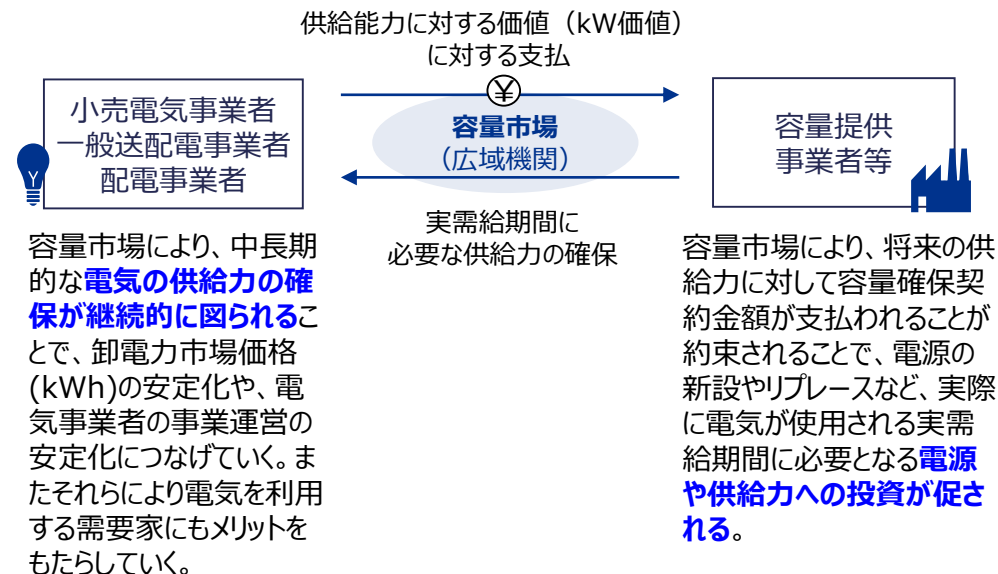 供給能力に対する価値（kW価値）
に対する支払
小売電気事業者
一般送配電事業者
配電事業者
¥
容量市場
（広域機関）
容量提供
事業者等
実需給期間に
必要な供給力の確保
容量市場により、中長期
的な電気の供給力の確
保が継続的に図られるこ
とで、卸電力市場価格
(kWh)の安定化や、電
気事業者の事業運営の
安定化につなげていく。ま
たそれらにより電気を利用
する需要家にもメリットを
もたらしていく。
容量市場により、将来の供
給力に対して容量確保契
約金額が支払われることが
約束されることで、電源の
新設やリプレースなど、実際
に電気が使用される実需
給期間に必要となる電源
や供給力への投資が促さ
れる。